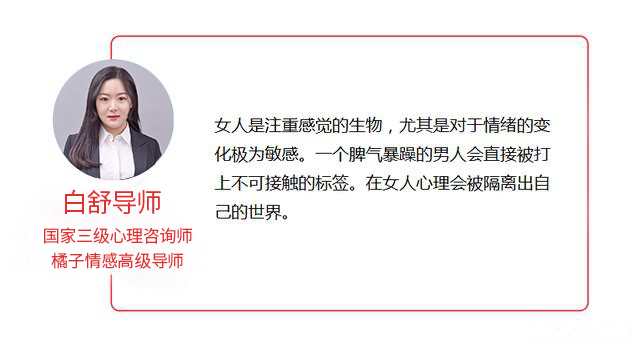 女人是注重感觉的生物，尤其是对于情绪的变
化极为敏感。一个脾气暴躁的男人会直接被打
上不可接触的标签。在女人心理会被隔离出自
己的世界。
白舒导师
国家三级心理咨询师
橘子情感高级导师